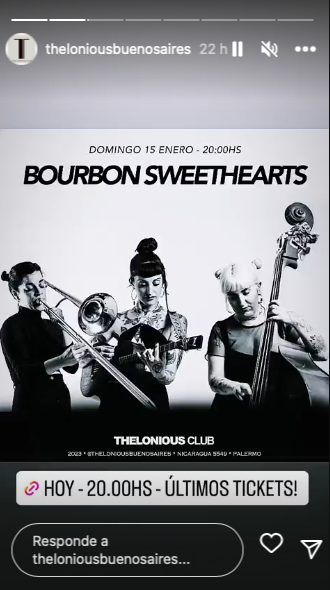 T
theloniousbuenosaires 22 h
DOMINGO 15 ENERO - 20:00HS
BOURBON SWEETHEARTS
THELONIOUS CLUB
2023 * @THELONIOUSBUENOSAIRES * NICARAGUA 5549 * PALERMO
HOY - 20.00HS - ÚLTIMOS TICKETS!
Responde a
theloniousbuenosaires...